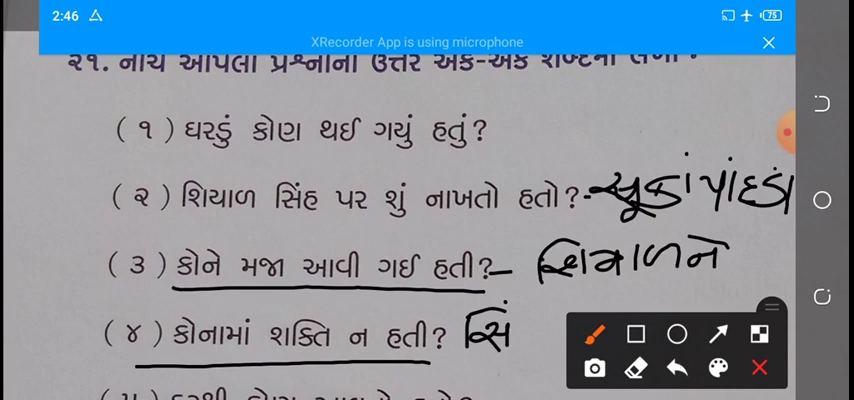 2:46 75
XRecorder App is using microphone
૨૧. નીચે આપેલા પ્રશ્નોના ઉત્તર એક-એક શબ્દમાં લખો :
(૧) ઘરડું કોણ થઈ ગયું હતું?
(૨) શિયાળ સિંહ પર શું નાખતો હતો?- સૂકાં પાંદડાં
(૩) કોને મજા આવી ગઈ હતી?- શિયાળને
(૪) કોનામાં શક્તિ ન હતી? સિં